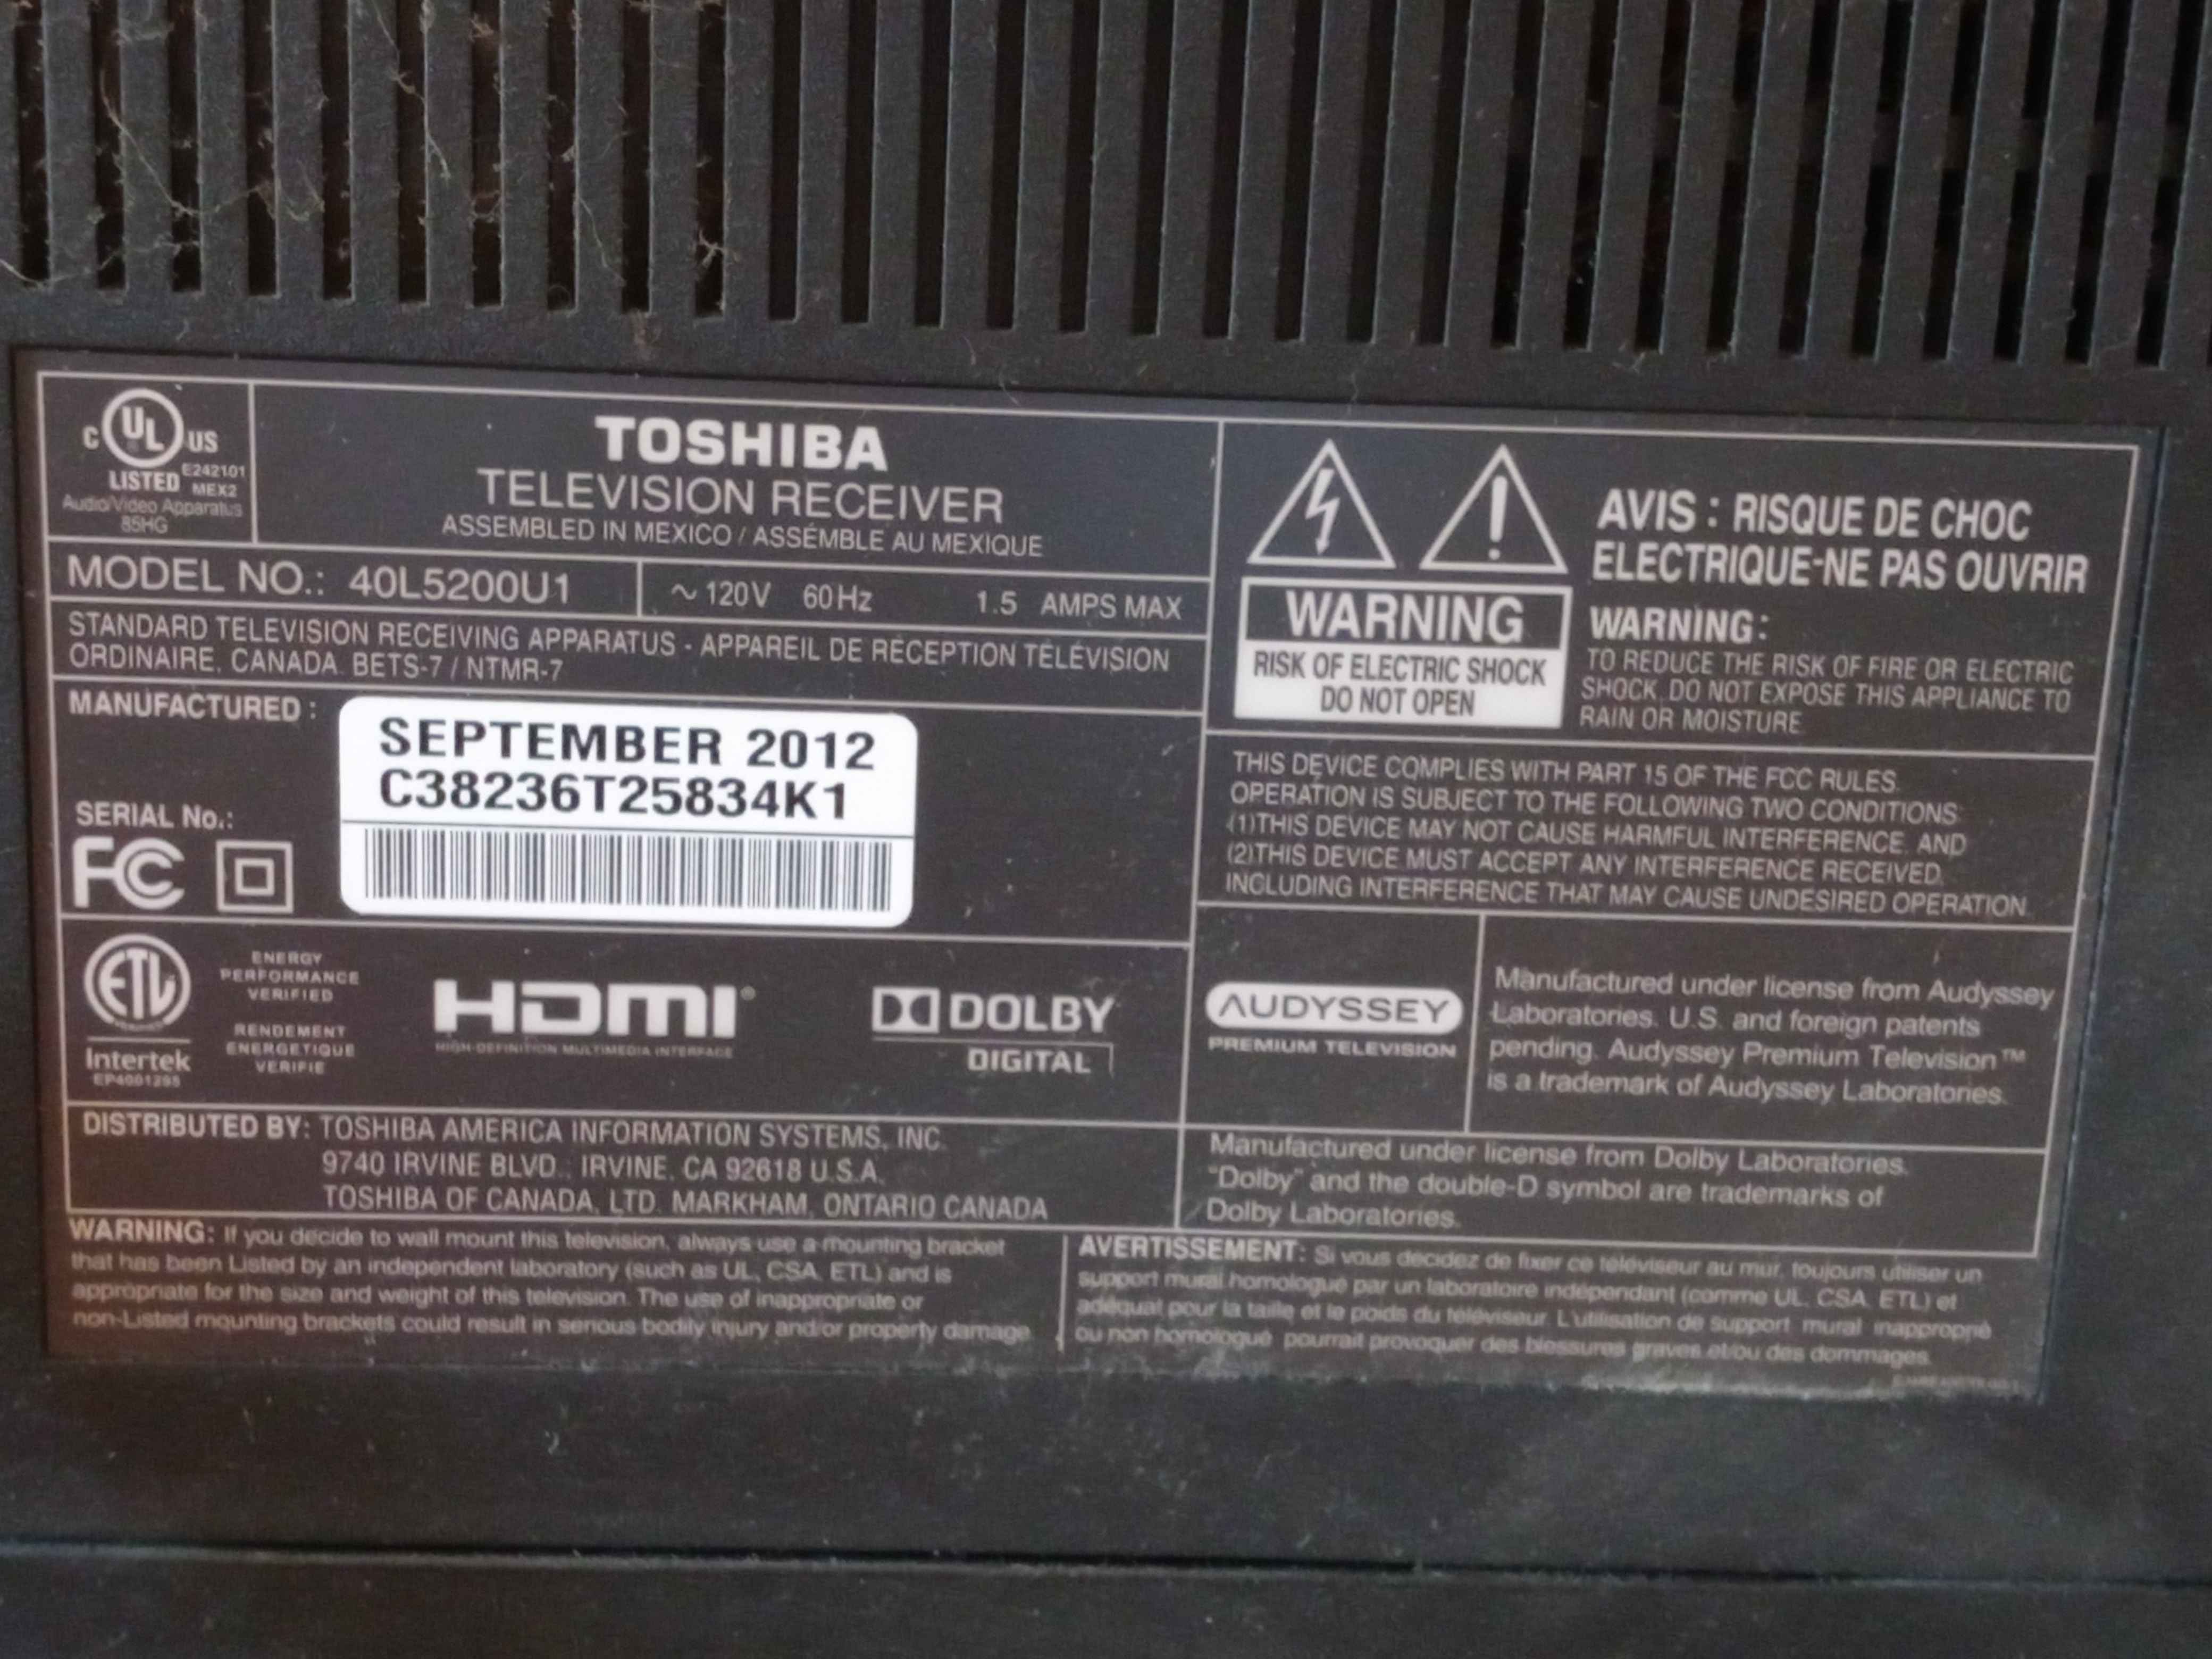 C UL US
LISTED E242101
MEX2
Audio/Video Apparatus
85HG
TOSHIBA
TELEVISION RECEIVER
ASSEMBLED IN MEXICO / ASSÉMBLE AU MEXIQUE
MODEL NO.: 40L5200U1
~ 120V 60Hz 1.5 AMPS MAX
STANDARD TELEVISION RECEIVING APPARATUS - APPAREIL DE RÉCEPTION TÉLÉVISION
ORDINAIRE, CANADA BETS-7 / NTMR-7
MANUFACTURED :
SEPTEMBER 2012
C38236T25834K1
SERIAL No.:
FC
ETL
Intertek
EP4001295
ENERGY
PERFORMANCE
VERIFIED
RENDEMENT
ENERGETIQUE
VERIFIE
HDMI
HIGH-DEFINITION MULTIMEDIA INTERFACE
DOLBY
DIGITAL
DISTRIBUTED BY: TOSHIBA AMERICA INFORMATION SYSTEMS, INC.
9740 IRVINE BLVD., IRVINE, CA 92618 U.S.A.
TOSHIBA OF CANADA, LTD. MARKHAM, ONTARIO CANADA
WARNING: If you decide to wall mount this television, always use a mounting bracket
that has been Listed by an independent laboratory (such as UL, CSA, ETL) and is
appropriate for the size and weight of this television. The use of inappropriate or
non-Listed mounting brackets could result in serious bodily injury and/or property damage.
AVIS : RISQUE DE CHOC
ELECTRIQUE-NE PAS OUVRIR
WARNING
RISK OF ELECTRIC SHOCK
DO NOT OPEN
WARNING:
TO REDUCE THE RISK OF FIRE OR ELECTRIC
SHOCK, DO NOT EXPOSE THIS APPLIANCE TO
RAIN OR MOISTURE.
THIS DEVICE COMPLIES WITH PART 15 OF THE FCC RULES.
OPERATION IS SUBJECT TO THE FOLLOWING TWO CONDITIONS:
(1)THIS DEVICE MAY NOT CAUSE HARMFUL INTERFERENCE, AND
(2)THIS DEVICE MUST ACCEPT ANY INTERFERENCE RECEIVED,
INCLUDING INTERFERENCE THAT MAY CAUSE UNDESIRED OPERATION.
AUDYSSEY
PREMIUM TELEVISION
Manufactured under license from Audyssey
Laboratories. U.S. and foreign patents
pending. Audyssey Premium Television™
is a trademark of Audyssey Laboratories.
Manufactured under license from Dolby Laboratories.
"Dolby" and the double-D symbol are trademarks of
Dolby Laboratories.
AVERTISSEMENT: Si vous décidez de fixer ce téléviseur au mur, toujours utiliser un
support mural homologué par un laboratoire indépendant (comme UL, CSA, ETL) et
adéquat pour la taille et le poids du téléviseur. L'utilisation de support mural inapproprié
ou non homologué pourrait provoquer des blessures graves et/ou des dommages.